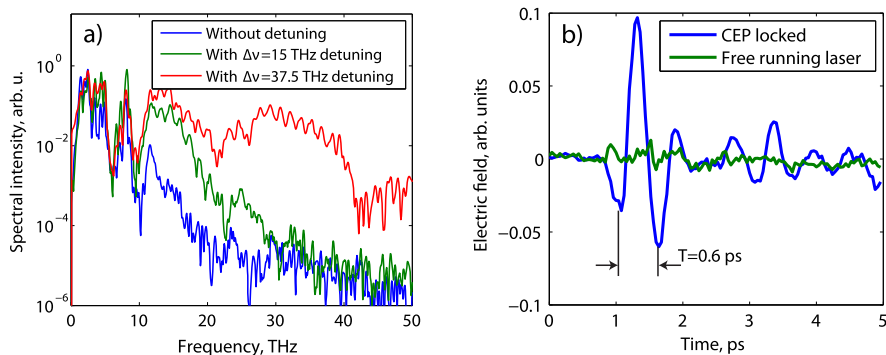 a)
Without detuning
With Δν=15 THz detuning
With Δν=37.5 THz detuning
Spectral intensity, arb. u.
10^0
10^-2
10^-4
10^-6
0 10 20 30 40 50
Frequency, THz
b)
CEP locked
Free running laser
Electric field, arb. units
0.1
0.05
0
−0.05
−0.1
T=0.6 ps
0 1 2 3 4 5
Time, ps